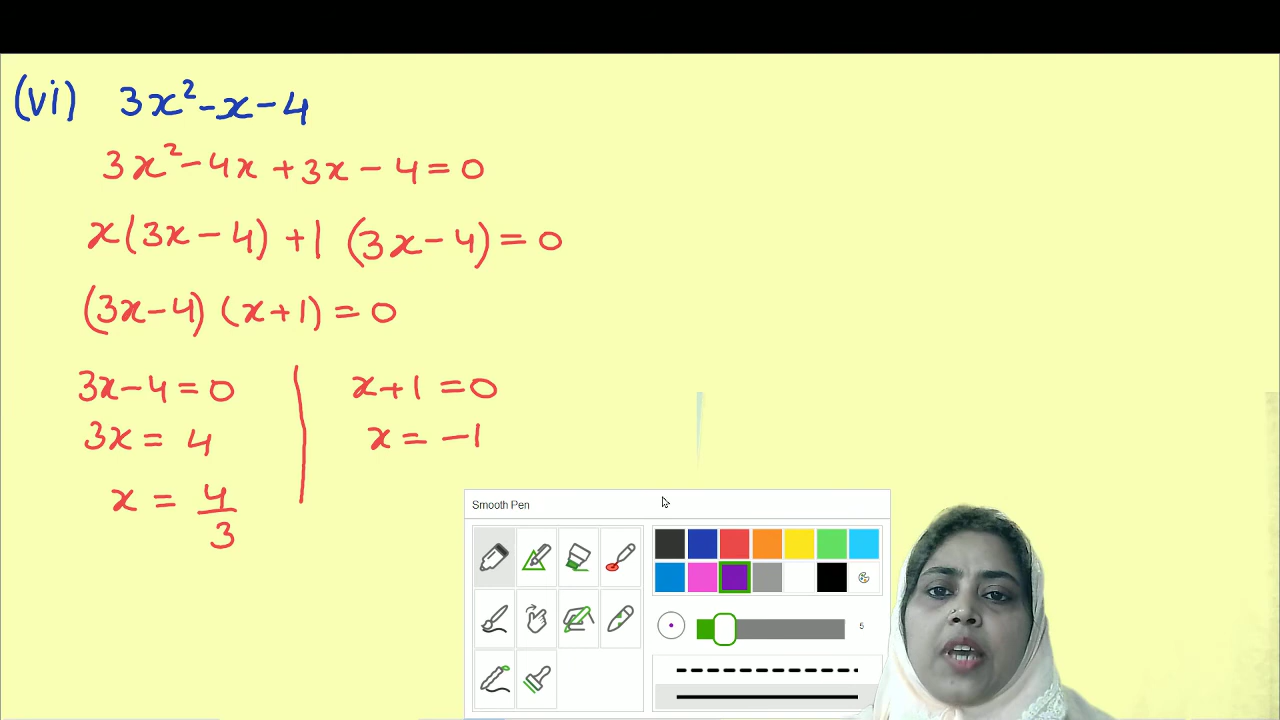 (vi) 3x²-x-4
3x²-4x+3x-4=0
x(3x-4)+1(3x-4)=0
(3x-4)(x+1)=0
3x-4=0 x+1=0
3x=4 x=-1
x=4/3
Smooth Pen
5